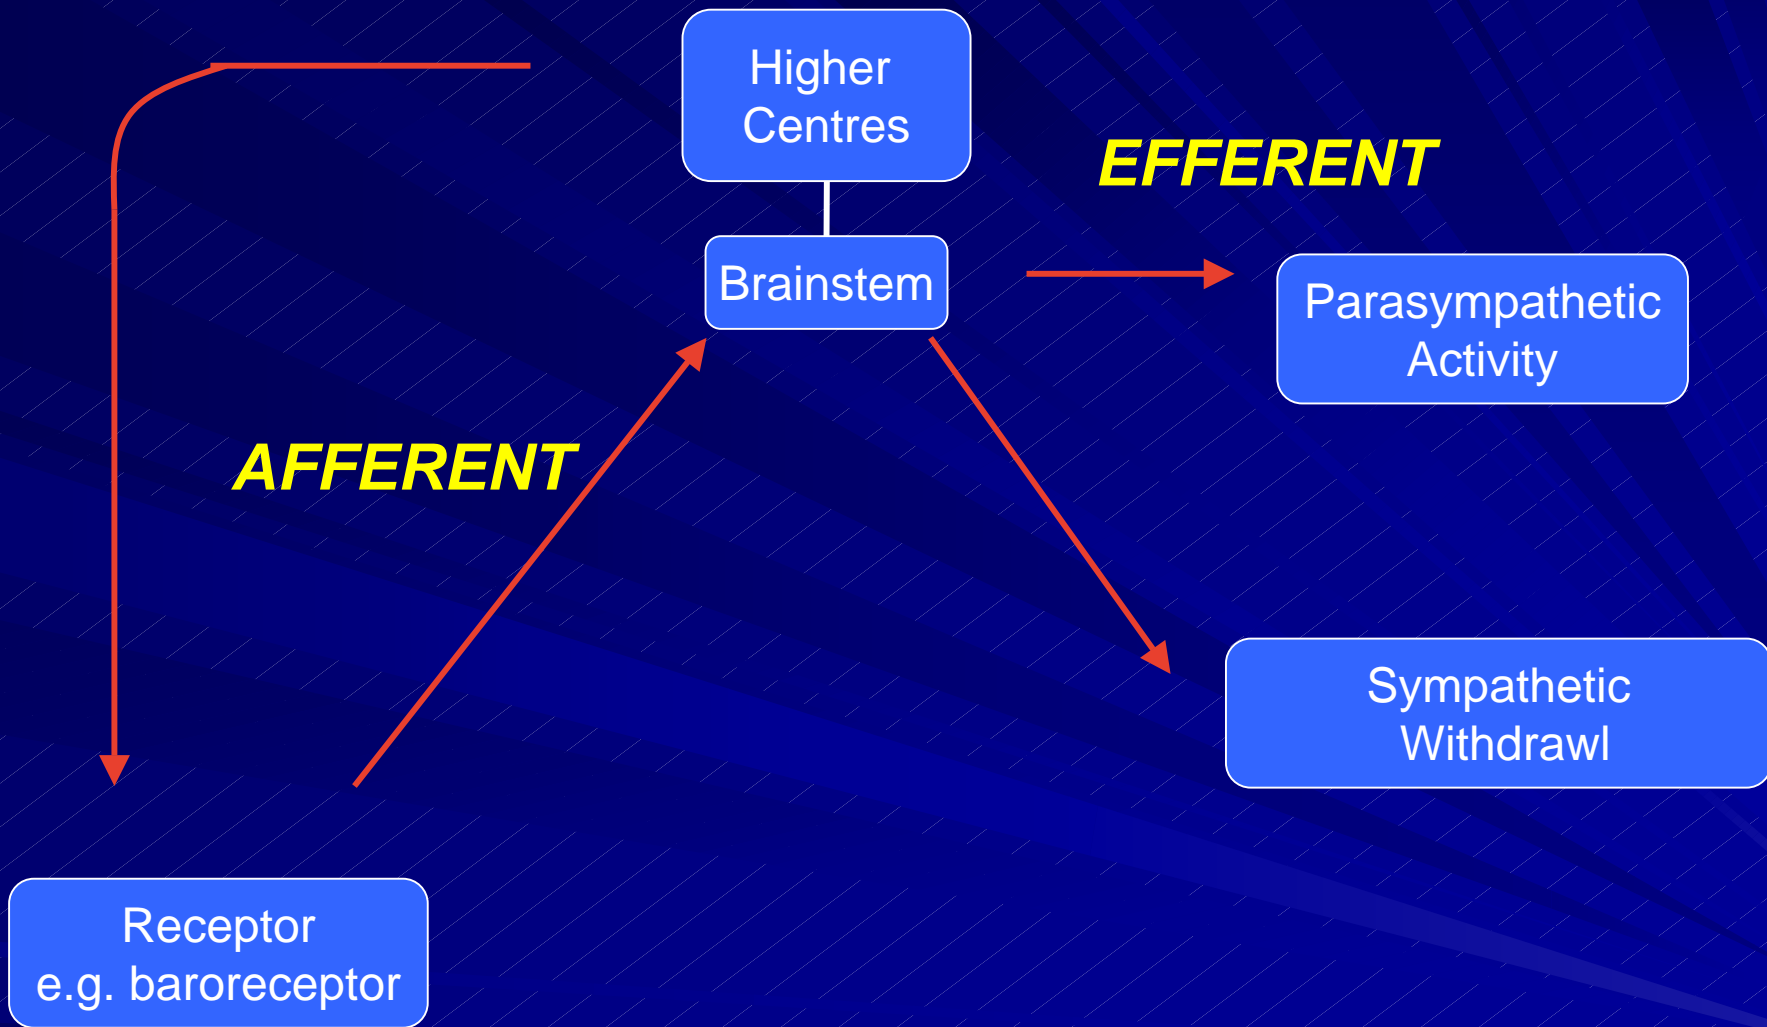 Higher
Centres
EFFERENT
Brainstem
Parasympathetic
Activity
AFFERENT
Sympathetic
Withdrawl
Receptor
e.g. baroreceptor